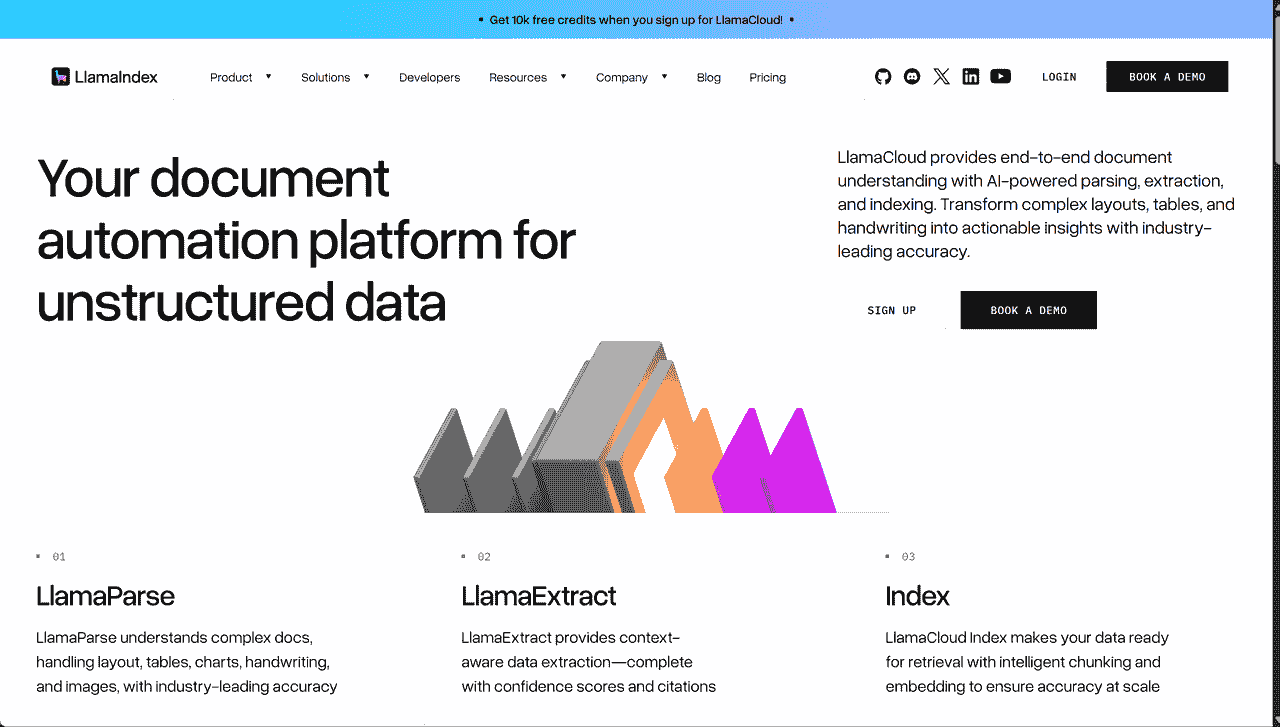 Get 10k free credits when you sign up for LlamaCloud!
LlamaIndex
Product
Solutions
Developers
Resources
Company
Blog
Pricing
LOGIN
BOOK A DEMO
Your document
automation platform for
unstructured data
LlamaCloud provides end-to-end document
understanding with AI-powered parsing, extraction,
and indexing. Transform complex layouts, tables, and
handwriting into actionable insights with industry-
leading accuracy.
SIGN UP
BOOK A DEMO
01
LlamaParse
LlamaParse understands complex docs,
handling layout, tables, charts, handwriting,
and images, with industry-leading accuracy
02
LlamaExtract
LlamaExtract provides context-
aware data extraction—complete
with confidence scores and citations
03
Index
LlamaCloud Index makes your data ready
for retrieval with intelligent chunking and
embedding to ensure accuracy at scale